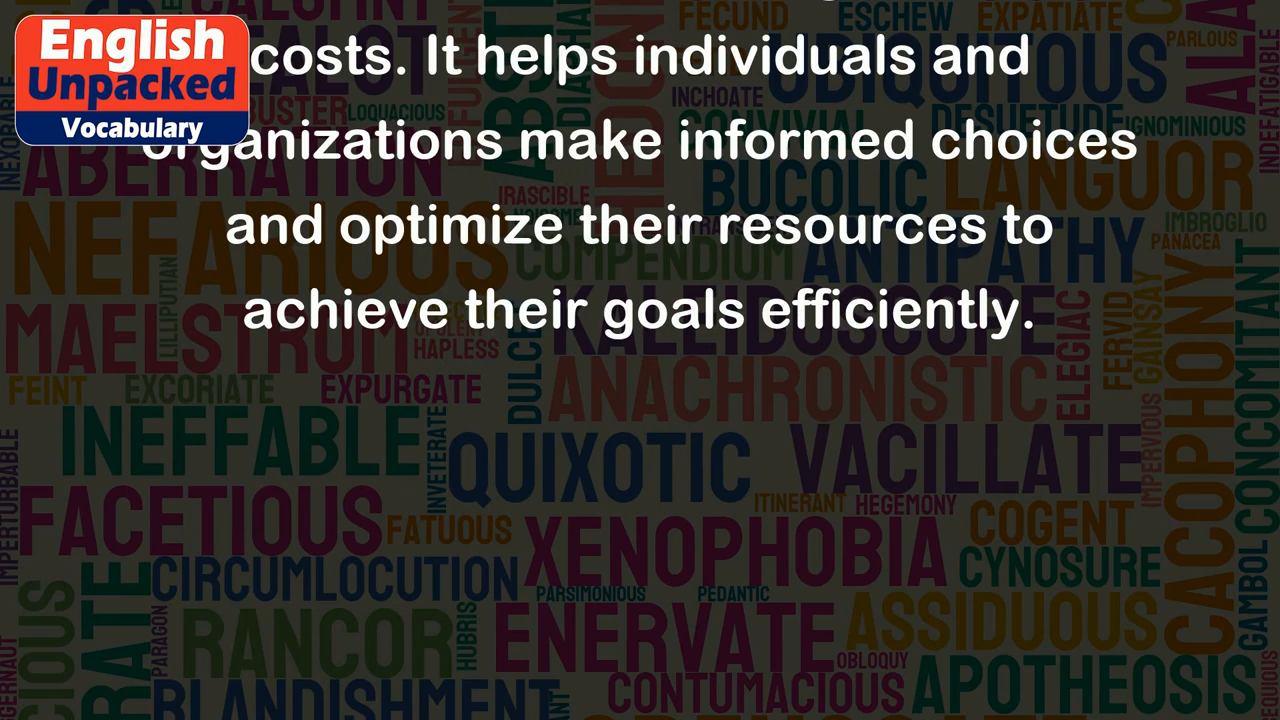 English
Unpacked
Vocabulary
costs. It helps individuals and
organizations make informed choices
and optimize their resources to
achieve their goals efficiently.
FECUND
ESCHEW
EXPATIATE
PARLOUS
UBIQUITOUS
INCHOATE
LOQUACIOUS
DESUETUDE
IGNOMINIOUS
INDEFATIGABLE
INEXORABLE
ABERRATION
IRASCIBLE
BUCOLIC
LANGUOR
IMBROGLIO
PANACEA
NEFARIOUS
COMPENDIUM
ANTIPATHY
LILLIPUTIAN
MAELSTROM
HAPLESS
KALEIDOSCOPE
ELEGIAC
FERVID
GAINSAY
CACOPHONY
CONCOMITANT
FEINT
EXCORIATE
EXPURGATE
DULCET
ANACHRONISTIC
INEFFABLE
INVETERATE
QUIXOTIC
VACILLATE
IMPERVIOUS
IMPERTURBABLE
FACETIOUS
FATUOUS
ITINERANT
HEGEMONY
COGENT
XENOPHOBIA
CYNOSURE
GAMBOL
CIRCUMLOCUTION
PARSIMONIOUS
PEDANTIC
PARAGON
RANCOR
HUBRIS
ENERVATE
ASSIDUOUS
OBLOQUY
BLANDISHMENT
CONTUMACIOUS
APOTHEOSIS